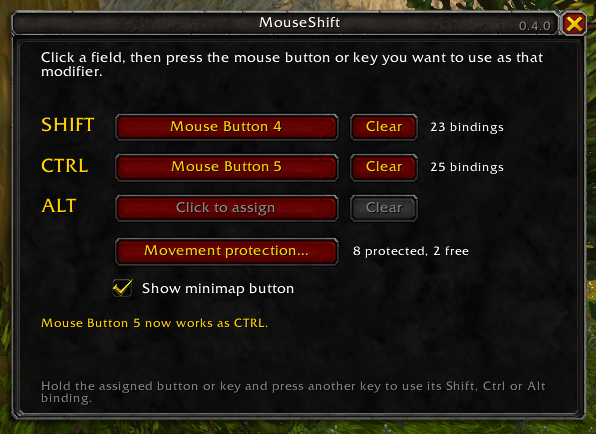 MouseShift
0.4.0
Click a field, then press the mouse button or key you want to use as that
modifier.
SHIFT Mouse Button 4 Clear 23 bindings
CTRL Mouse Button 5 Clear 25 bindings
ALT Click to assign Clear
Movement protection... 8 protected, 2 free
Show minimap button
Mouse Button 5 now works as CTRL.
Hold the assigned button or key and press another key to use its Shift, Ctrl or Alt
binding.